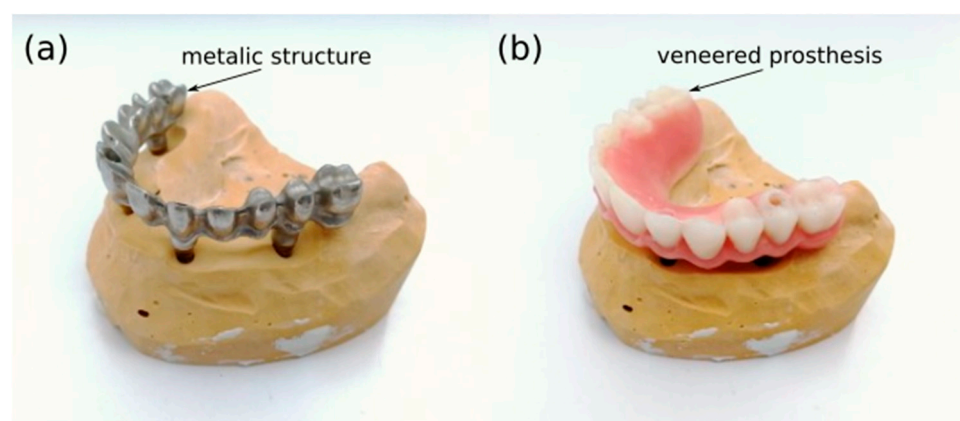 (a)
metalic structure
(b)
veneered prosthesis